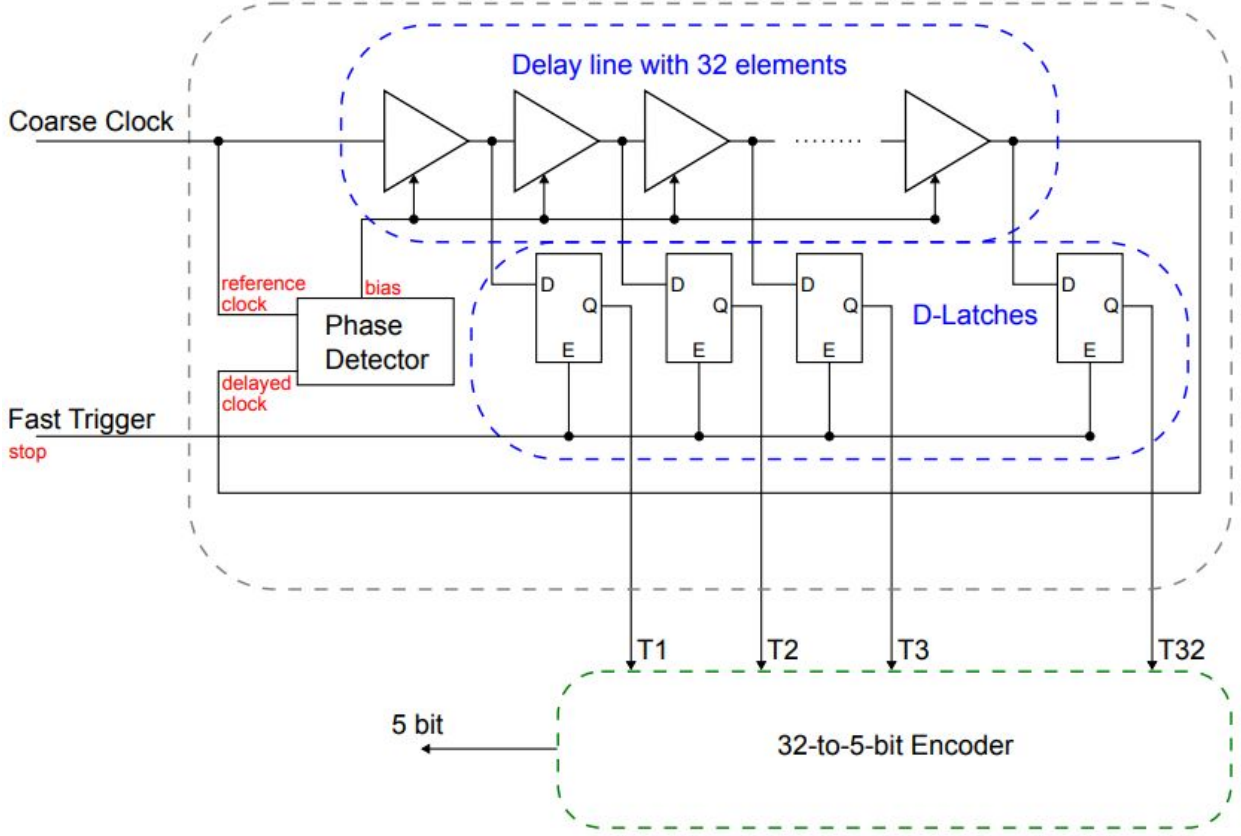 Delay line with 32 elements
Coarse Clock
reference
clock
bias
Phase
Detector
delayed
clock
D
Q
E
D
Q
E
D
Q
E
D
Q
E
D-Latches
Fast Trigger
stop
T1
T2
T3
T32
5 bit
32-to-5-bit Encoder